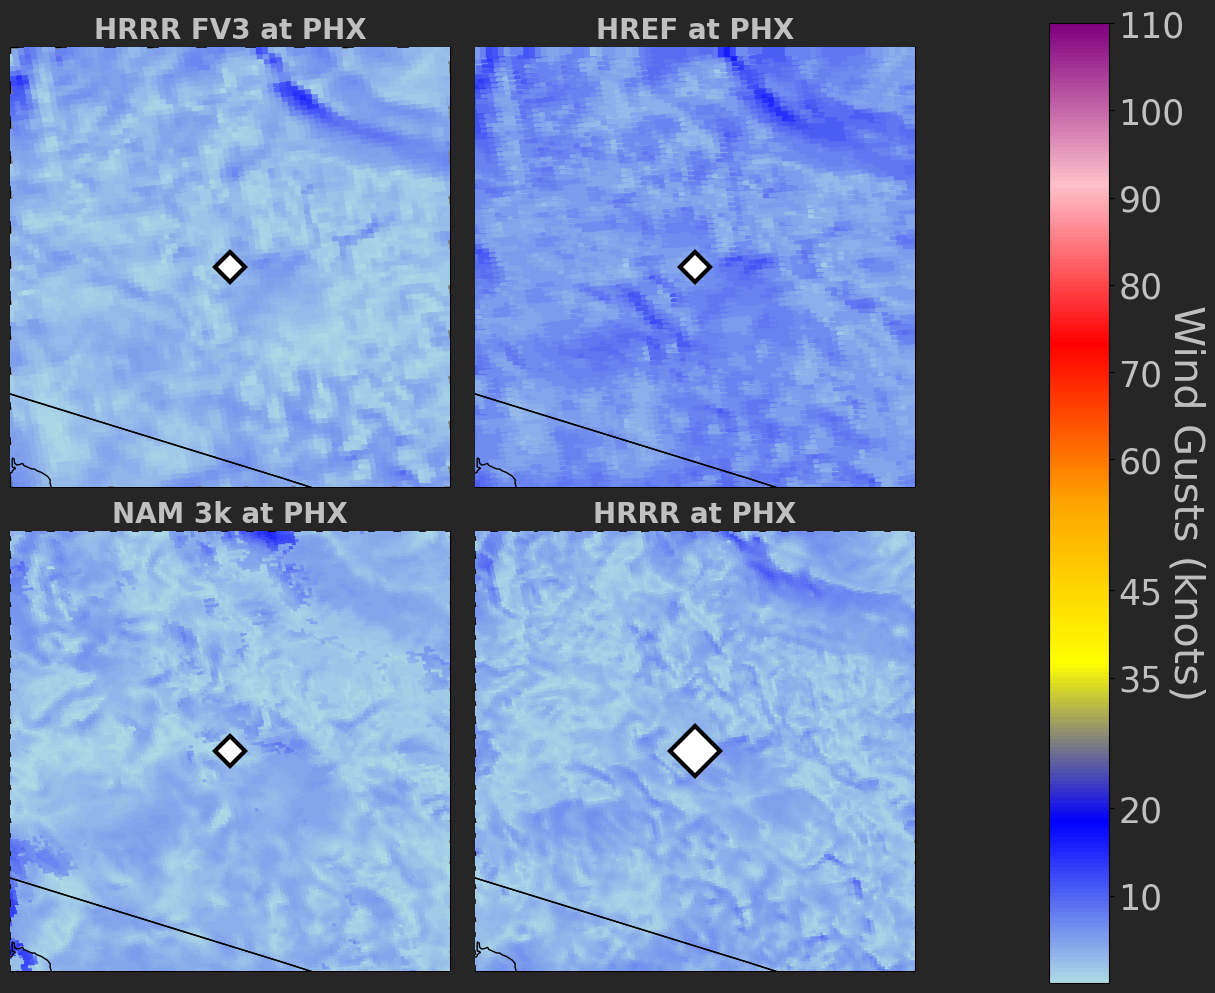 HRRR FV3 at PHX
HREF at PHX
NAM 3k at PHX
HRRR at PHX
110
100
90
80
70
60
45
35
20
10
Wind Gusts (knots)